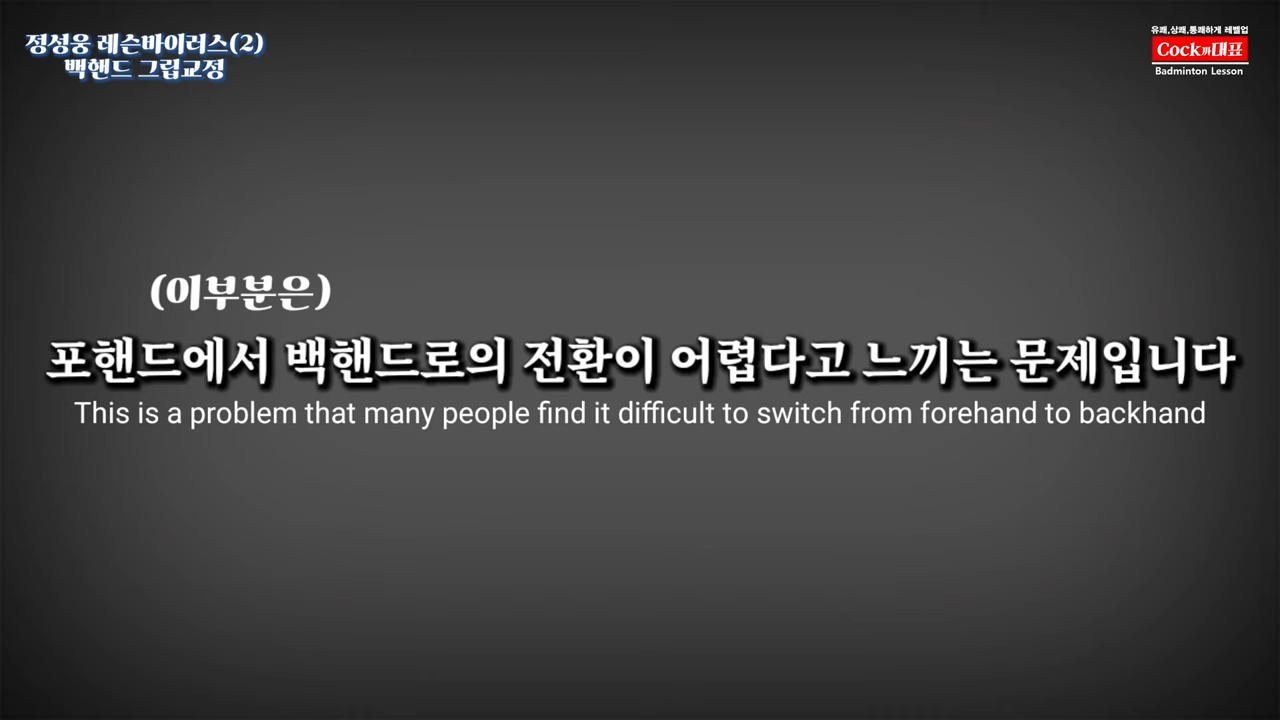 정성웅 레슨바이러스(2)
백핸드 그립교정
유쾌,상쾌,통쾌하게 레벨업
Cock까대표
Badminton Lesson
(이부분은)
포핸드에서 백핸드로의 전환이 어렵다고 느끼는 문제입니다
This is a problem that many people find it difficult to switch from forehand to backhand